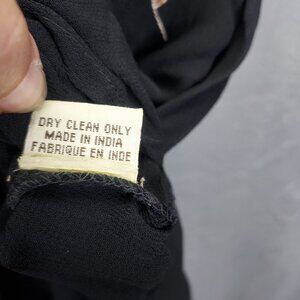 DRY CLEAN ONLY
MADE IN INDIA
FABRIQUE EN INDE